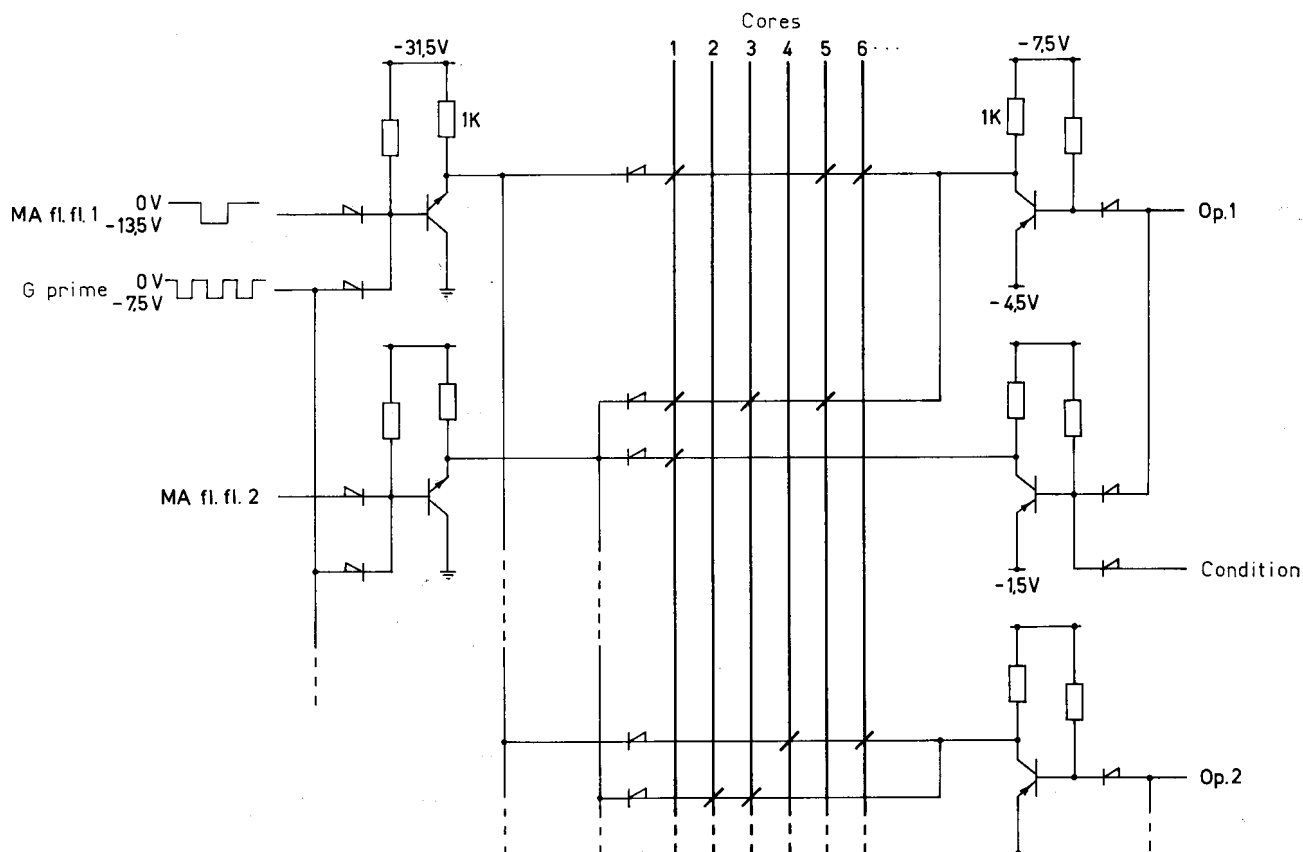 Cores
1 2 3 4 5 6...
-31,5V
-7,5V
1K
1K
MA fl. fl. 1
0V
-13,5V
Op.1
G prime
0V
-7,5V
-4,5V
MA fl. fl. 2
Condition
-1,5V
Op.2